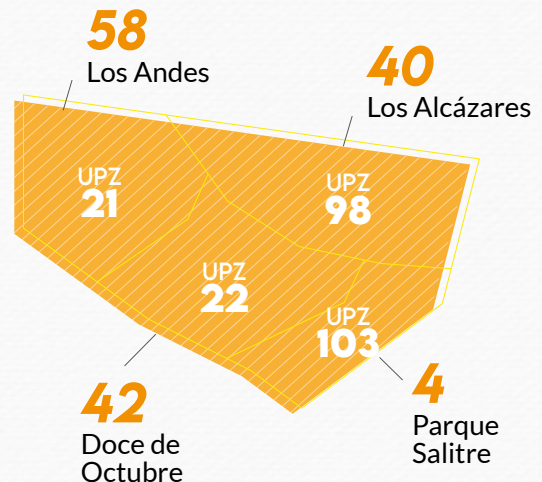 58
Los Andes
40
Los Alcázares
UPZ
21
UPZ
98
UPZ
22
UPZ
103
42
Doce de
Octubre
4
Parque
Salitre